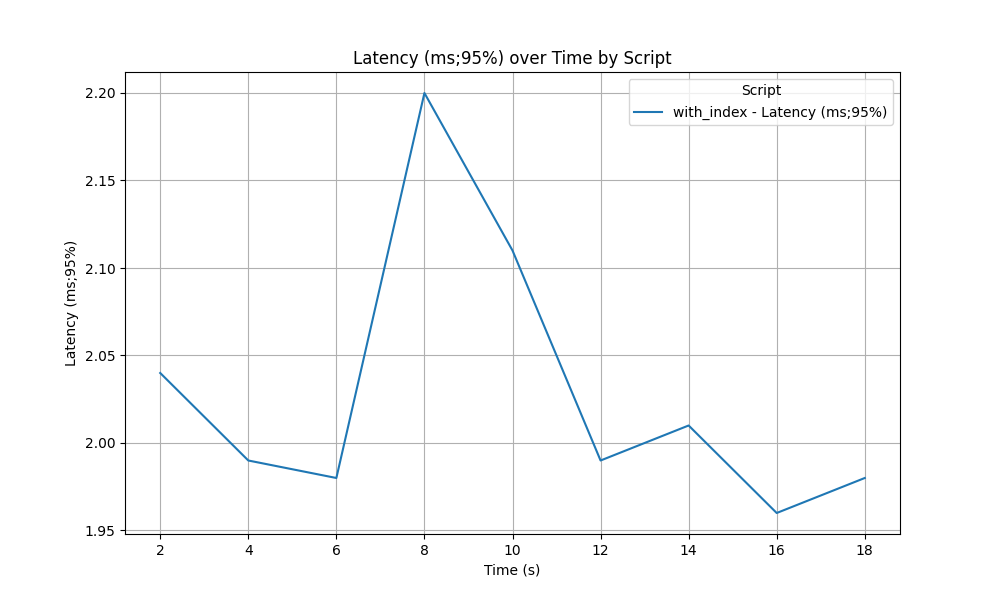 Latency (ms;95%) over Time by Script
Script
with_index - Latency (ms;95%)
Latency (ms;95%)
2.20
2.15
2.10
2.05
2.00
1.95
2 4 6 8 10 12 14 16 18
Time (s)